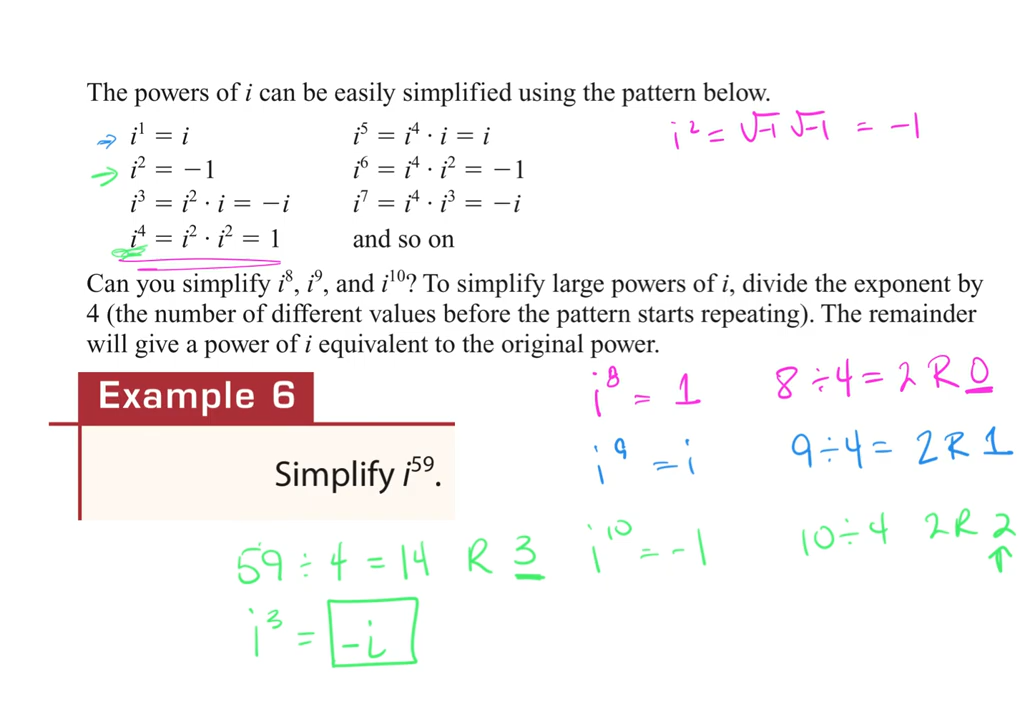 The powers of i can be easily simplified using the pattern below.
i¹ = i    i⁵ = i⁴ · i = i    i² = √-1 √-1 = -1
→ i² = −1    i⁶ = i⁴ · i² = −1
i³ = i² · i = −i    i⁷ = i⁴ · i³ = −i
i⁴ = i² · i² = 1    and so on
Can you simplify i⁸, i⁹, and i¹⁰? To simplify large powers of i, divide the exponent by
4 (the number of different values before the pattern starts repeating). The remainder
will give a power of i equivalent to the original power.
Example 6
i⁸ = 1    8 ÷ 4 = 2 R 0
Simplify i⁵⁹.
i⁹ = i    9 ÷ 4 = 2 R 1
59 ÷ 4 = 14 R 3
i¹⁰ = -1    10 ÷ 4 2 R 2
i³ = -i